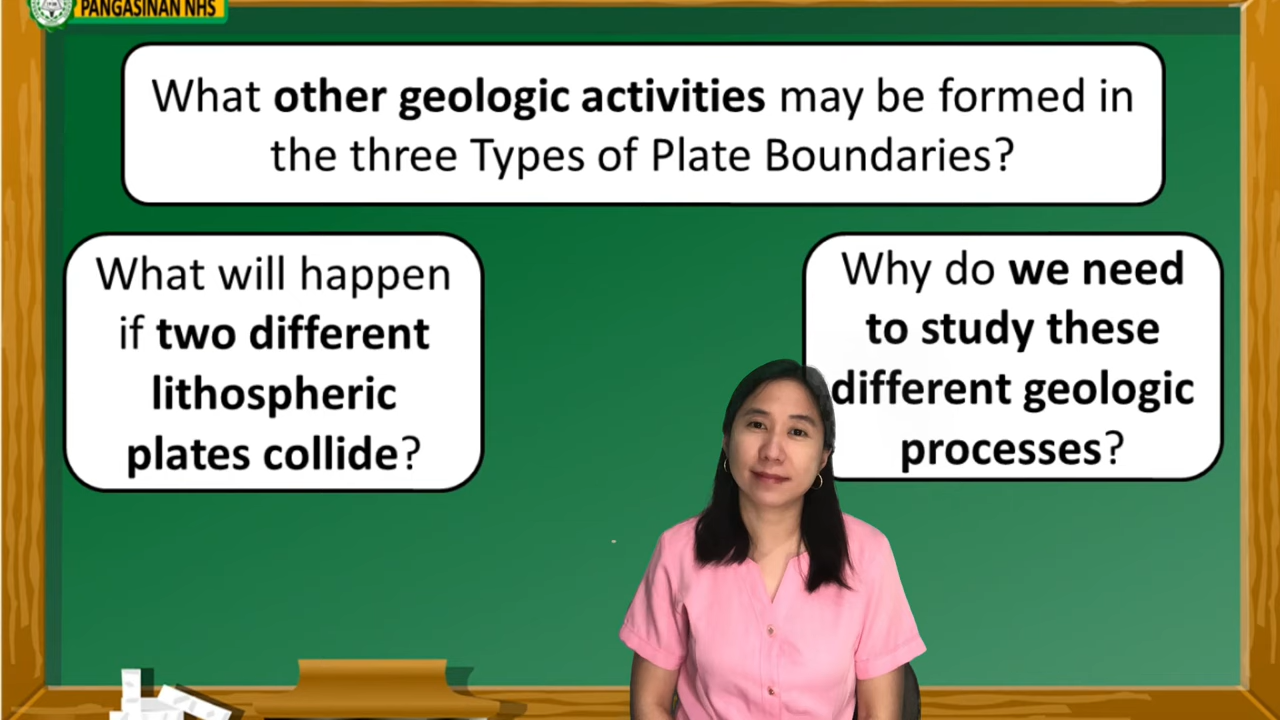 PANGASINAN NHS
What other geologic activities may be formed in
the three Types of Plate Boundaries?
What will happen
if two different
lithospheric
plates collide?
Why do we need
to study these
different geologic
processes?